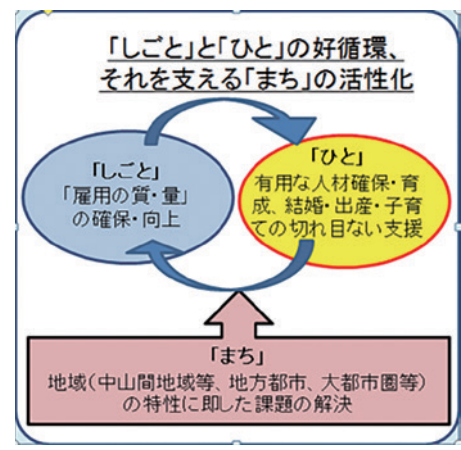 「しごと」と「ひと」の好循環、
それを支える「まち」の活性化
「しごと」
「雇用の質・量」
の確保・向上
「ひと」
有用な人材確保・育
成、結婚・出産・子育
ての切れ目ない支援
「まち」
地域(中山間地域等、地方都市、大都市圏等)
の特性に即した課題の解決